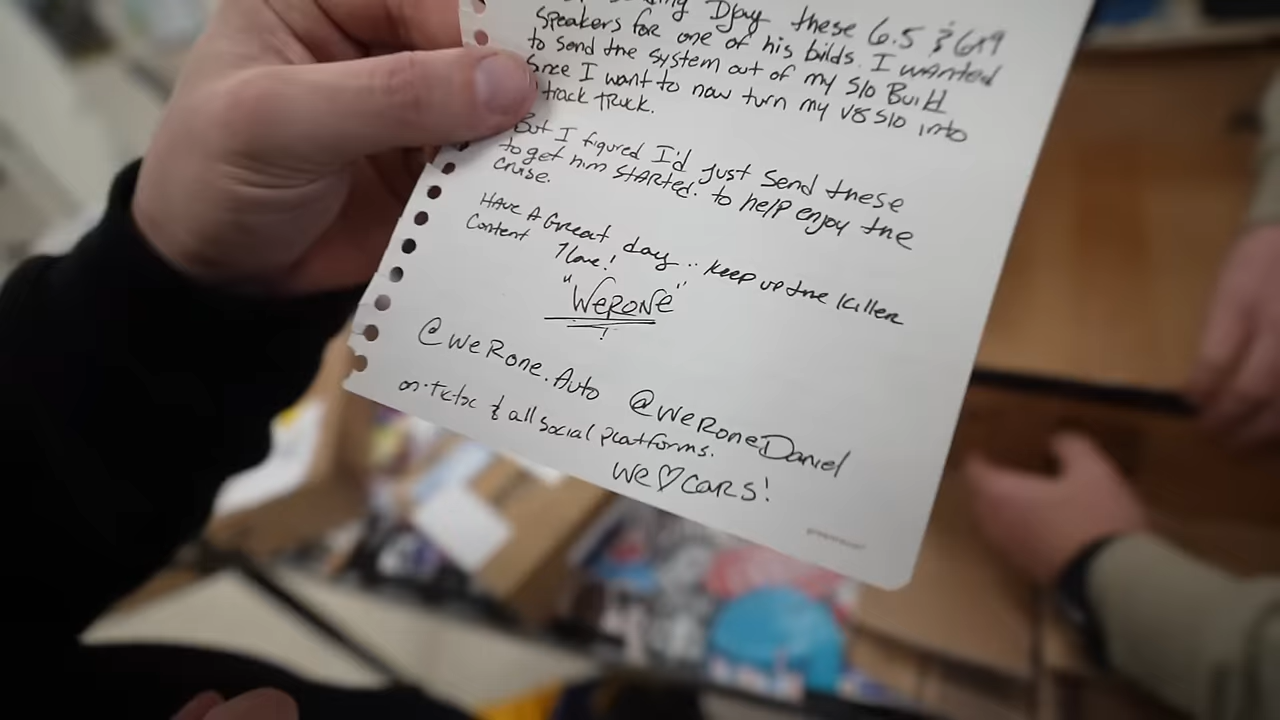 Djay these 6.5 & 6x9
Speakers for one of his bilds. I wanted
to send the system out of my S10 Build
Since I want to now turn my V8 S10 into
track truck.
But I figured I'd just send these
to get him started. to help enjoy the
cruise.
Have A Great day.. Keep up the killer
Content I love!
"WeRONE"
!
@weRone.Auto @weRoneDaniel
on.TicToc & all social Platforms.
we♡cars!